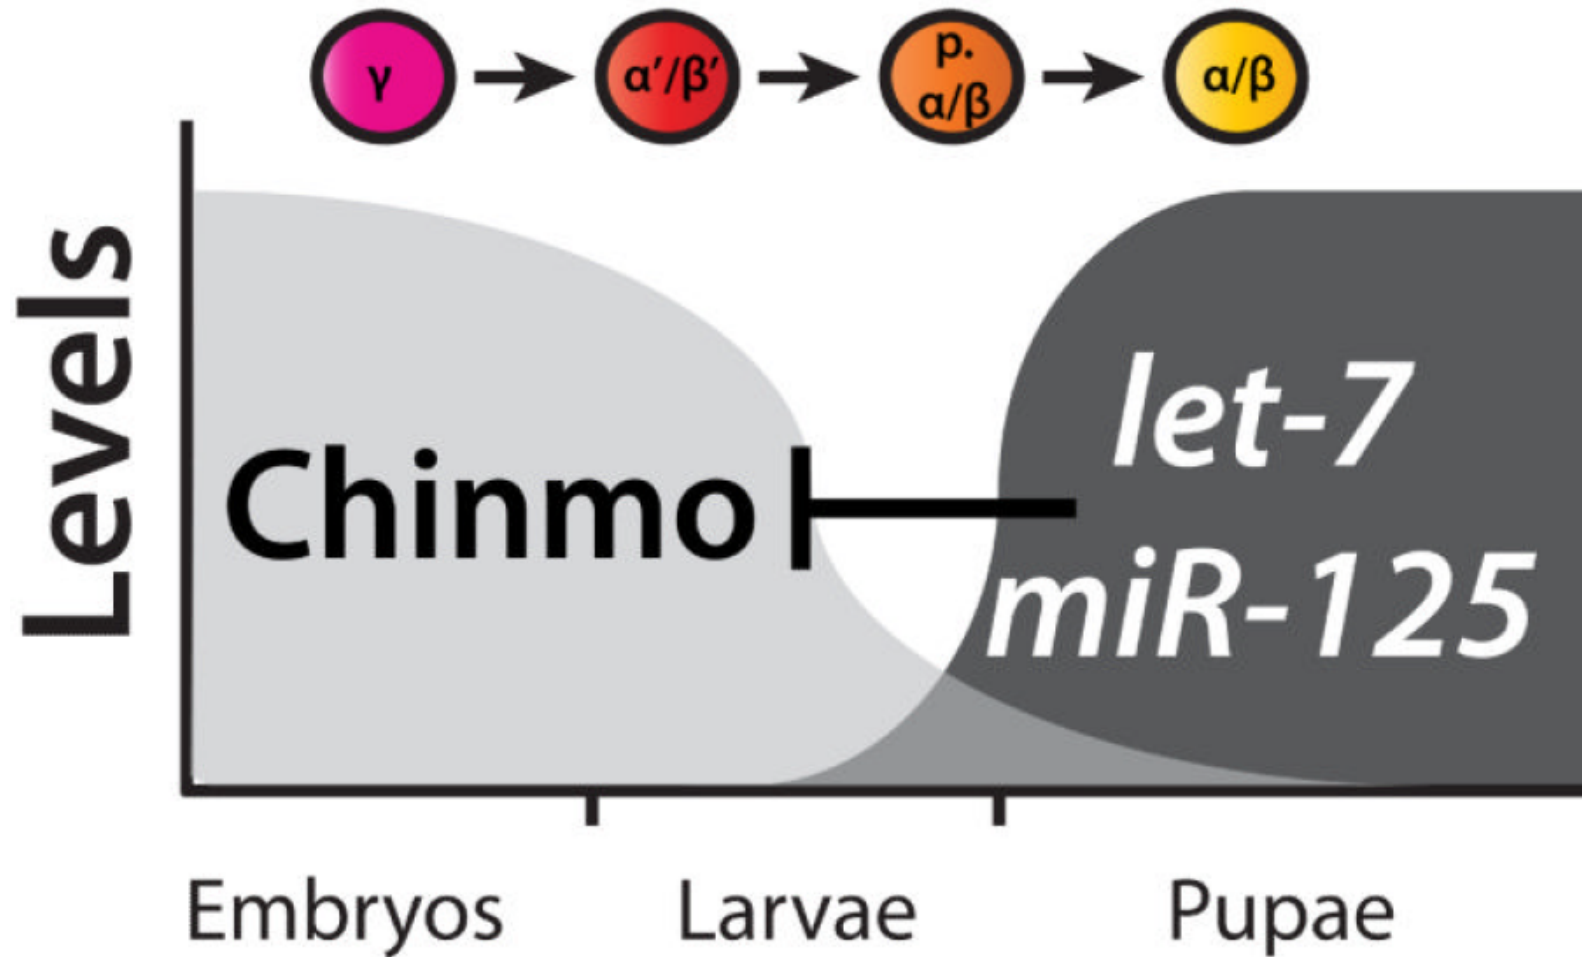 γ
α′/β′
p.
α/β
α/β
Levels
Chinmo
let-7
miR-125
Embryos
Larvae
Pupae